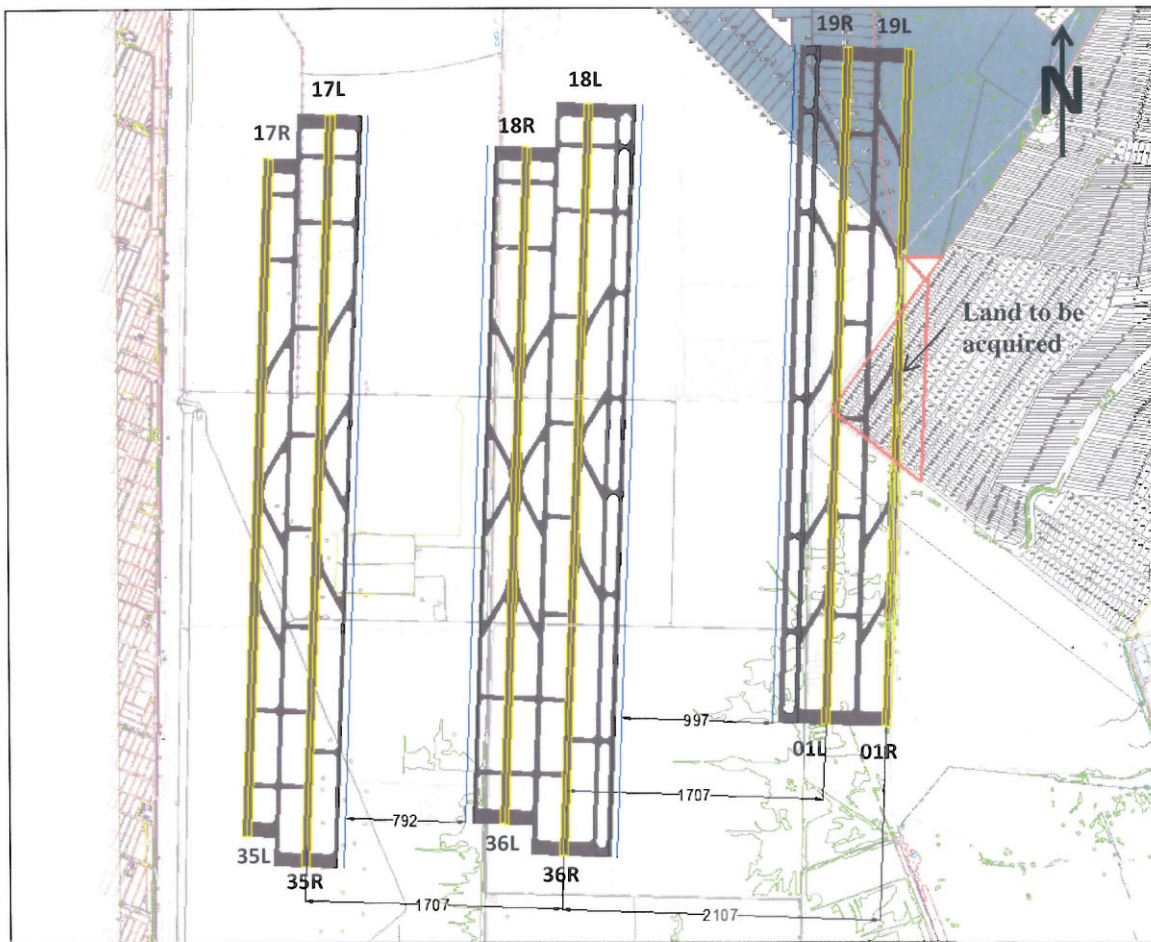 19R
19L
17L
18L
N
17R
18R
Land to be
acquired
997
01L
01R
1707
792
35L
36L
35R
36R
1707
2107